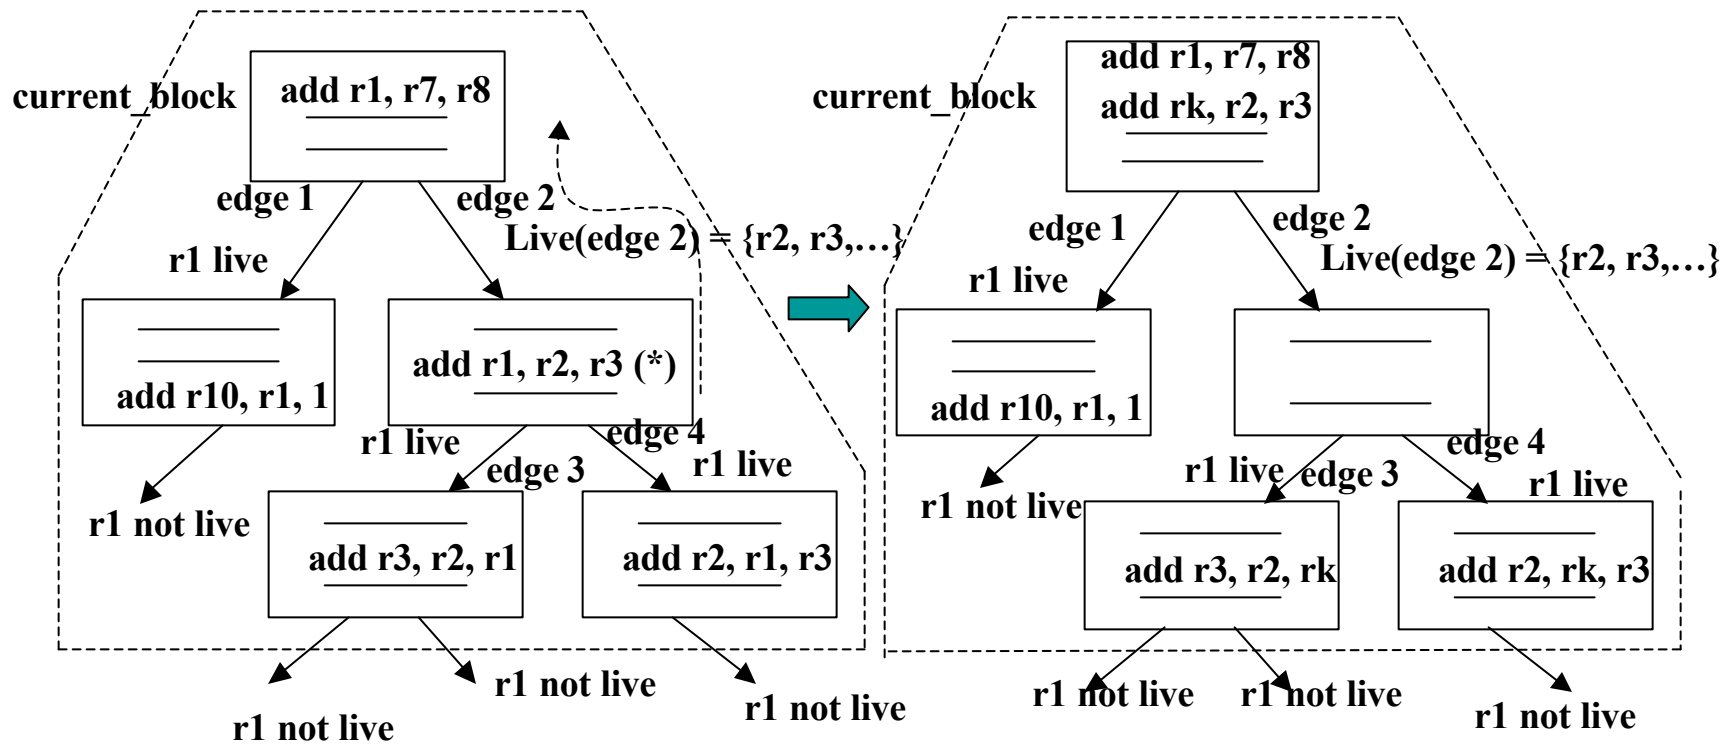 add r1, r7, r8
current_block
edge 1
edge 2
Live(edge 2) = {r2, r3,…}
r1 live
add r1, r2, r3 (*)
add r10, r1, 1
r1 live
edge 4
edge 3
r1 live
r1 not live
add r3, r2, r1
add r2, r1, r3
r1 not live
r1 not live
r1 not live
add r1, r7, r8
current_block
add rk, r2, r3
edge 1
edge 2
Live(edge 2) = {r2, r3,…}
r1 live
add r10, r1, 1
edge 4
r1 live
edge 3
r1 live
r1 not live
add r3, r2, rk
add r2, rk, r3
r1 not live
r1 not live
r1 not live